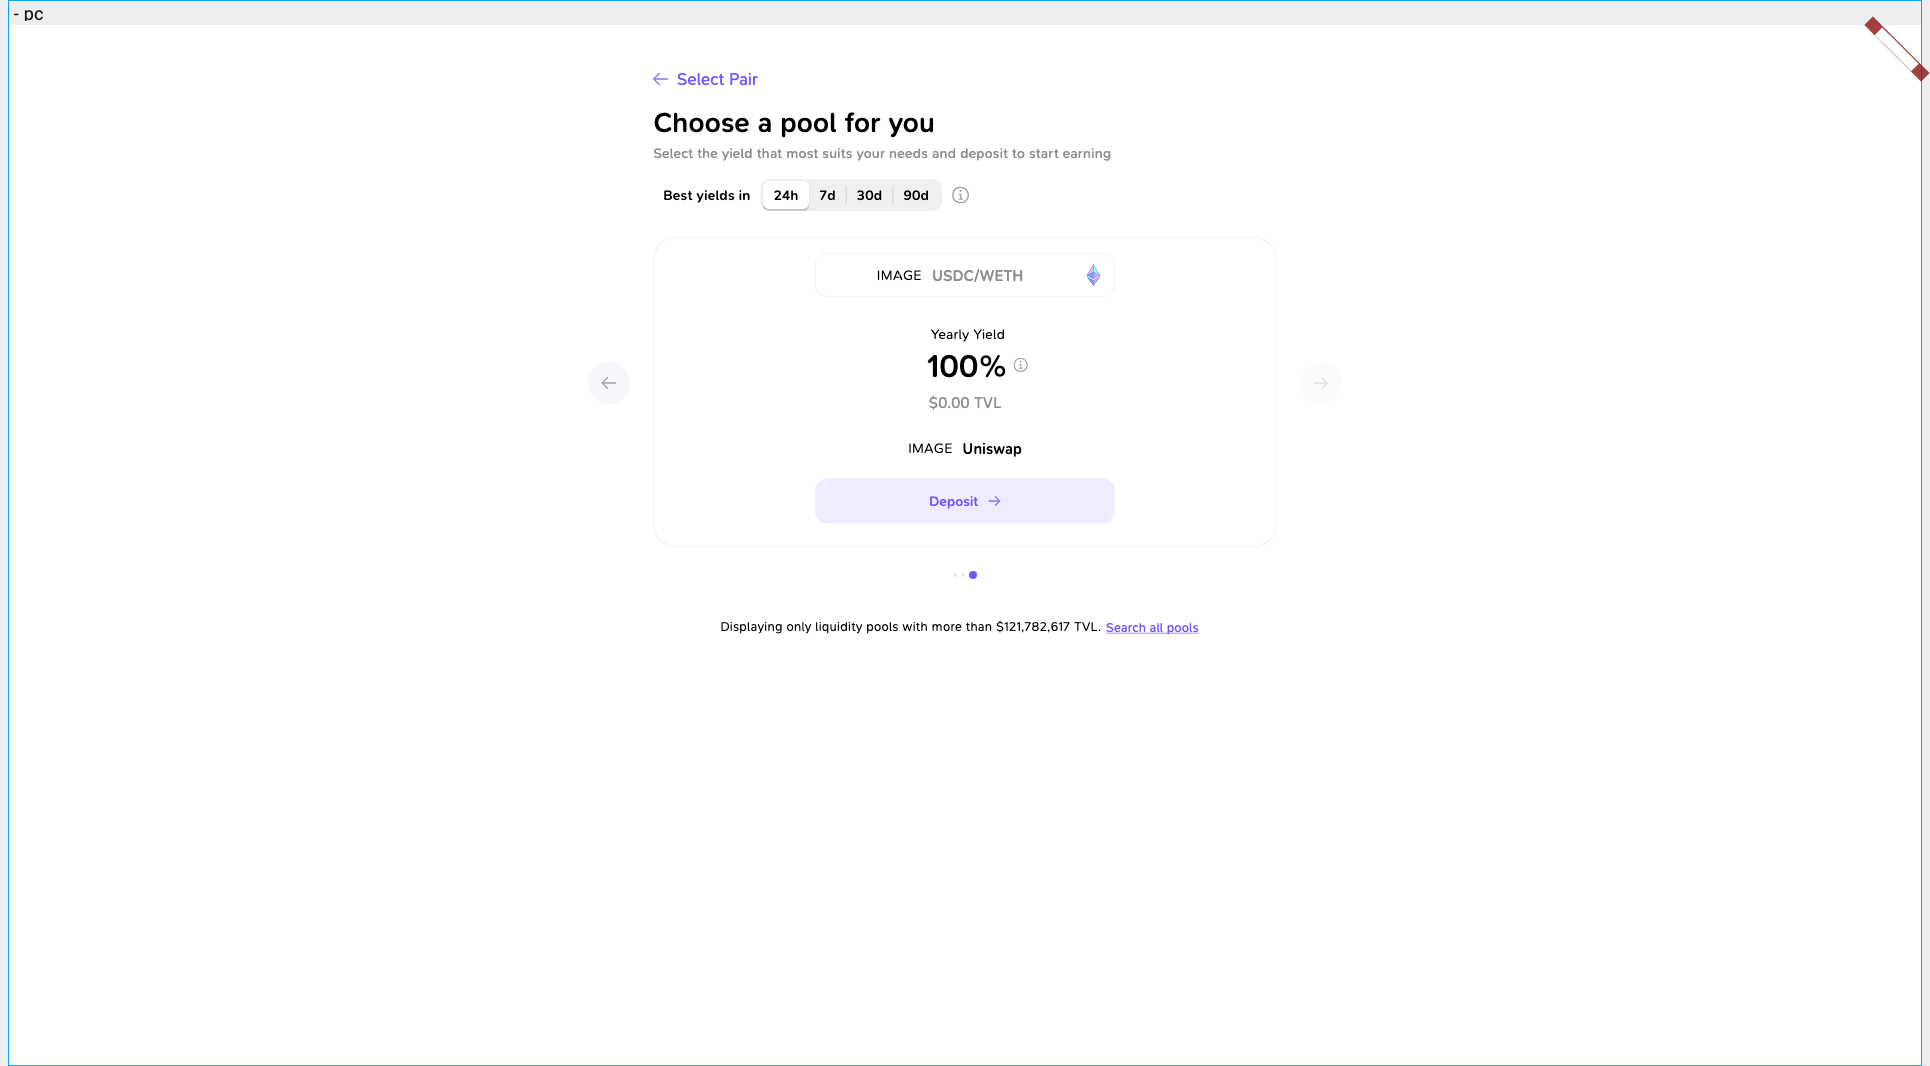 - pc
Select Pair
Choose a pool for you
Select the yield that most suits your needs and deposit to start earning
Best yields in 24h 7d 30d 90d
IMAGE USDC/WETH
Yearly Yield
100%
$0.00 TVL
IMAGE Uniswap
Deposit
Displaying only liquidity pools with more than $121,782,617 TVL. Search all pools